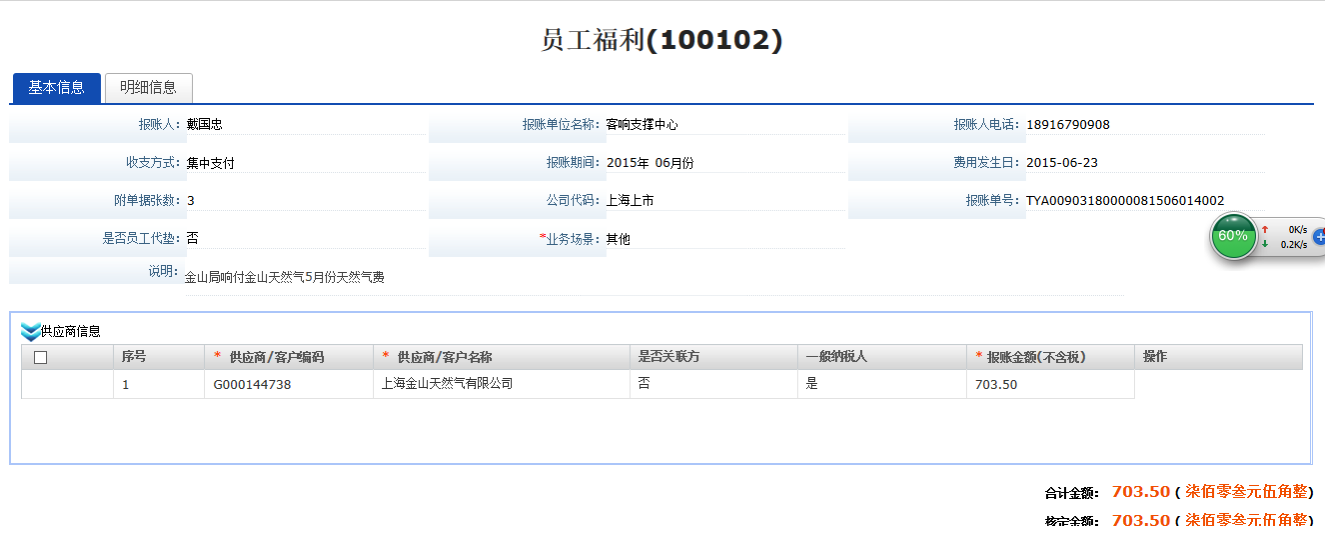 员工福利(100102)
基本信息 明细信息
报账人： 戴国忠 报账单位名称： 客响支撑中心 报账人电话： 18916790908
收支方式： 集中支付 报账期间： 2015年 06月份 费用发生日： 2015-06-23
附单据张数： 3 公司代码： 上海上市 报账单号： TYA00903180000081506014002
是否员工代垫： 否 *业务场景： 其他
60% 0K/s
0.2K/s
说明： 金山局响付金山天然气5月份天然气费
供应商信息
序号 * 供应商/客户编码 * 供应商/客户名称 是否关联方 一般纳税人 * 报账金额(不含税) 操作
1 G000144738 上海金山天然气有限公司 否 是 703.50
合计金额： 703.50 ( 柒佰零叁元伍角整)
核定金额： 703.50 ( 柒佰零叁元伍角整)